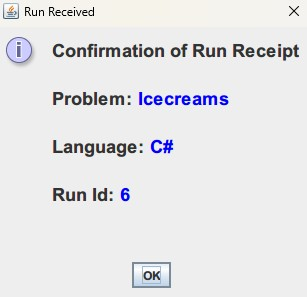 Run Received
Confirmation of Run Receipt
Problem: Icecreams
Language: C#
Run Id: 6
OK